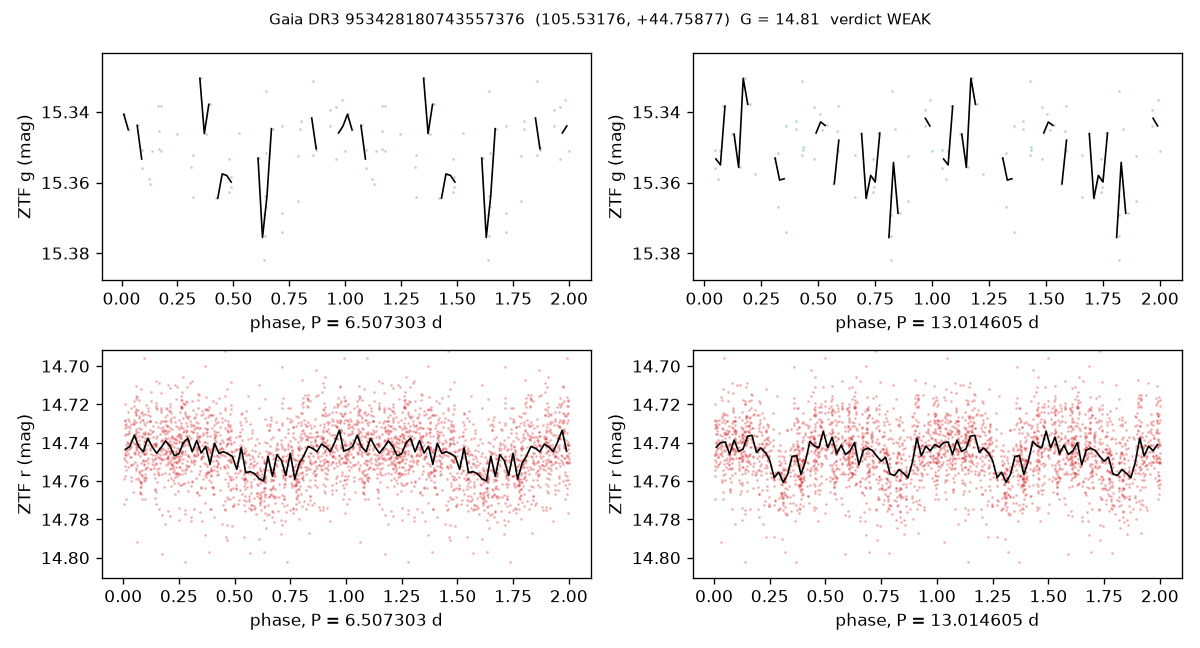 Gaia DR3 953428180743557376 (105.53176, +44.75877) G = 14.81 verdict WEAK
ZTF g (mag)
15.34
15.36
15.38
0.00 0.25 0.50 0.75 1.00 1.25 1.50 1.75 2.00
phase, P = 6.507303 d
ZTF g (mag)
15.34
15.36
15.38
0.00 0.25 0.50 0.75 1.00 1.25 1.50 1.75 2.00
phase, P = 13.014605 d
ZTF r (mag)
14.70
14.72
14.74
14.76
14.78
14.80
0.00 0.25 0.50 0.75 1.00 1.25 1.50 1.75 2.00
phase, P = 6.507303 d
ZTF r (mag)
14.70
14.72
14.74
14.76
14.78
14.80
0.00 0.25 0.50 0.75 1.00 1.25 1.50 1.75 2.00
phase, P = 13.014605 d